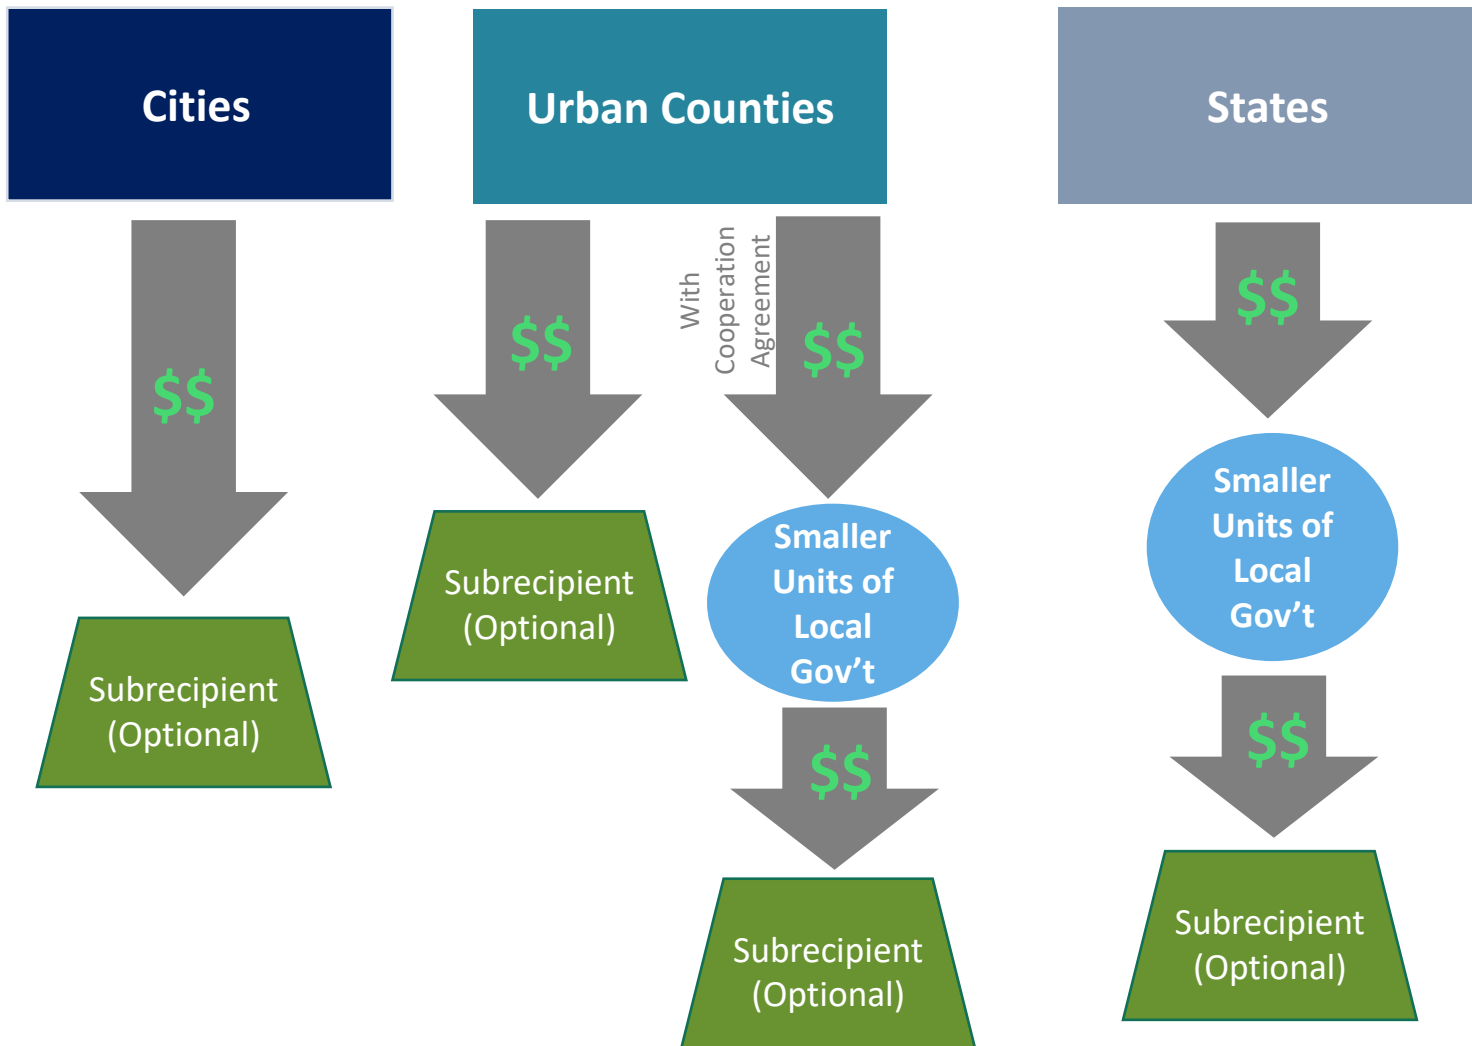 Cities
Urban Counties
States
$$
$$
With
Cooperation
Agreement
$$
$$
Subrecipient
(Optional)
Subrecipient
(Optional)
Smaller
Units of
Local
Gov’t
Smaller
Units of
Local
Gov’t
$$
$$
Subrecipient
(Optional)
Subrecipient
(Optional)